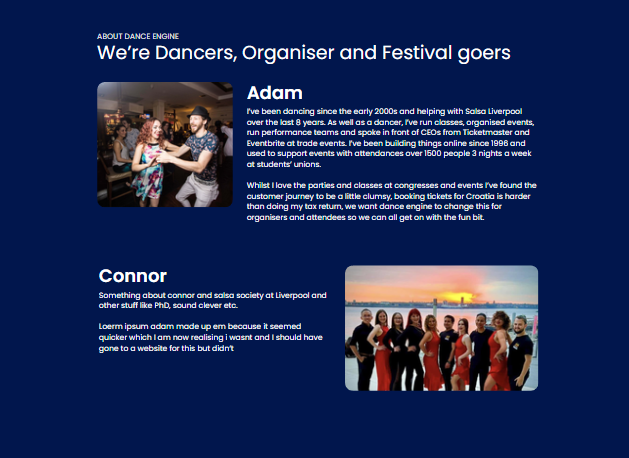 ABOUT DANCE ENGINE
We're Dancers, Organiser and Festival goers
Adam
I've been dancing since the early 2000s and helping with Salsa Liverpool
over the last 8 years. As well as a dancer, I've run classes, organised events,
run performance teams and spoke in front of CEOs from Ticketmaster and
Eventbrite at trade events. I've been building things online since 1996 and
used to support events with attendances over 1500 people 3 nights a week
at students' unions.
Whilst I love the parties and classes at congresses and events I've found the
customer journey to be a little clumsy, booking tickets for Croatia is harder
than doing my tax return, we want dance engine to change this for
organisers and attendees so we can all get on with the fun bit.
Connor
Something about connor and salsa society at Liverpool and
other stuff like PhD, sound clever etc.
Lorem ipsum adam made up em because it seemed
quicker which I am now realising i wasnt and I should have
gone to a website for this but didn't